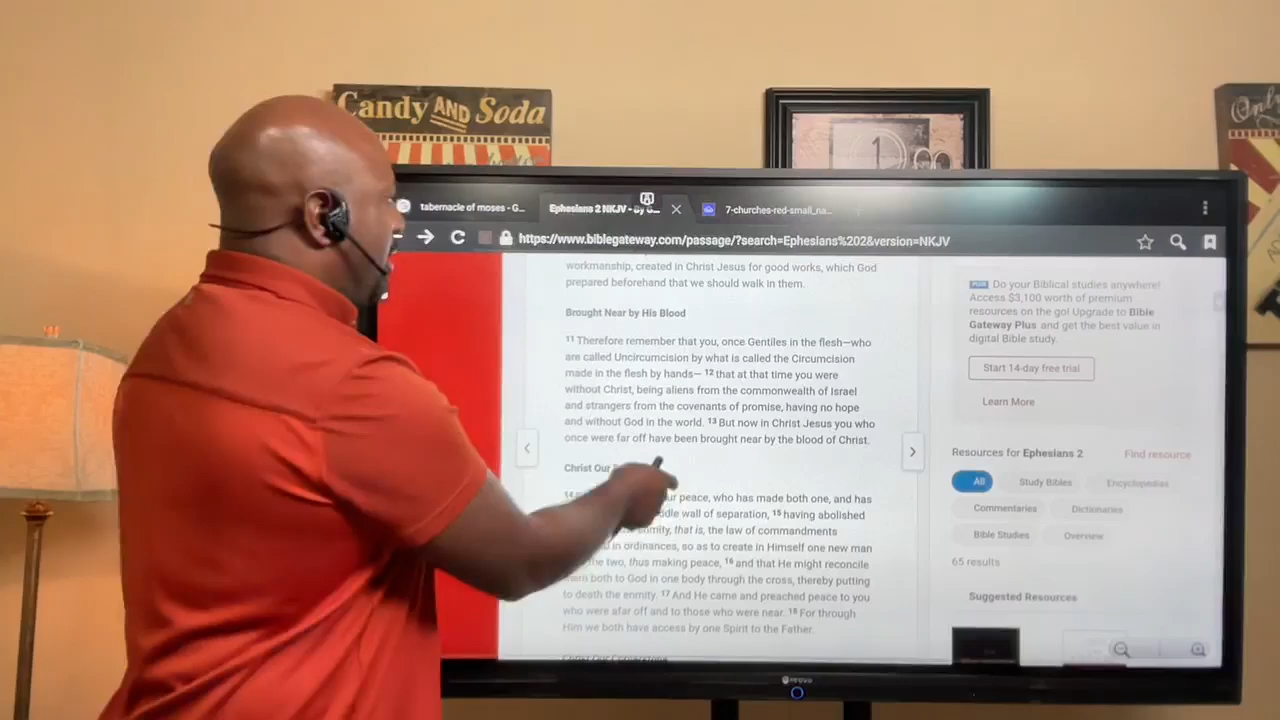 Candy AND Soda
Onl
1
tabernacle of moses - G...
Ephesians 2 NKJV -
7-churches-red-small_na...
https://www.biblegateway.com/passage/?search=Ephesians%202&version=NKJV
workmanship, created in Christ Jesus for good works, which God
prepared beforehand that we should walk in them.
Brought Near by His Blood
11 Therefore remember that you, once Gentiles in the flesh—who
are called Uncircumcision by what is called the Circumcision
made in the flesh by hands— 12 that at that time you were
without Christ, being aliens from the commonwealth of Israel
and strangers from the covenants of promise, having no hope
and without God in the world. 13 But now in Christ Jesus you who
once were far off have been brought near by the blood of Christ.
Christ Our
14
ur peace, who has made both one, and has
ddle wall of separation, 15 having abolished
enmity, that is, the law of commandments
in ordinances, so as to create in Himself one new man
the two, thus making peace, 16 and that He might reconcile
them both to God in one body through the cross, thereby putting
to death the enmity. 17 And He came and preached peace to you
who were afar off and to those who were near. 18 For through
Him we both have access by one Spirit to the Father.
Christ Our Cornerstone
PLUS Do your Biblical studies anywhere!
Access $3,100 worth of premium
resources on the go! Upgrade to Bible
Gateway Plus and get the best value in
digital Bible study.
Start 14-day free trial
Learn More
Resources for Ephesians 2 Find resource
All Study Bibles Encyclopedias
Commentaries Dictionaries
Bible Studies Overview
65 results
Suggested Resources